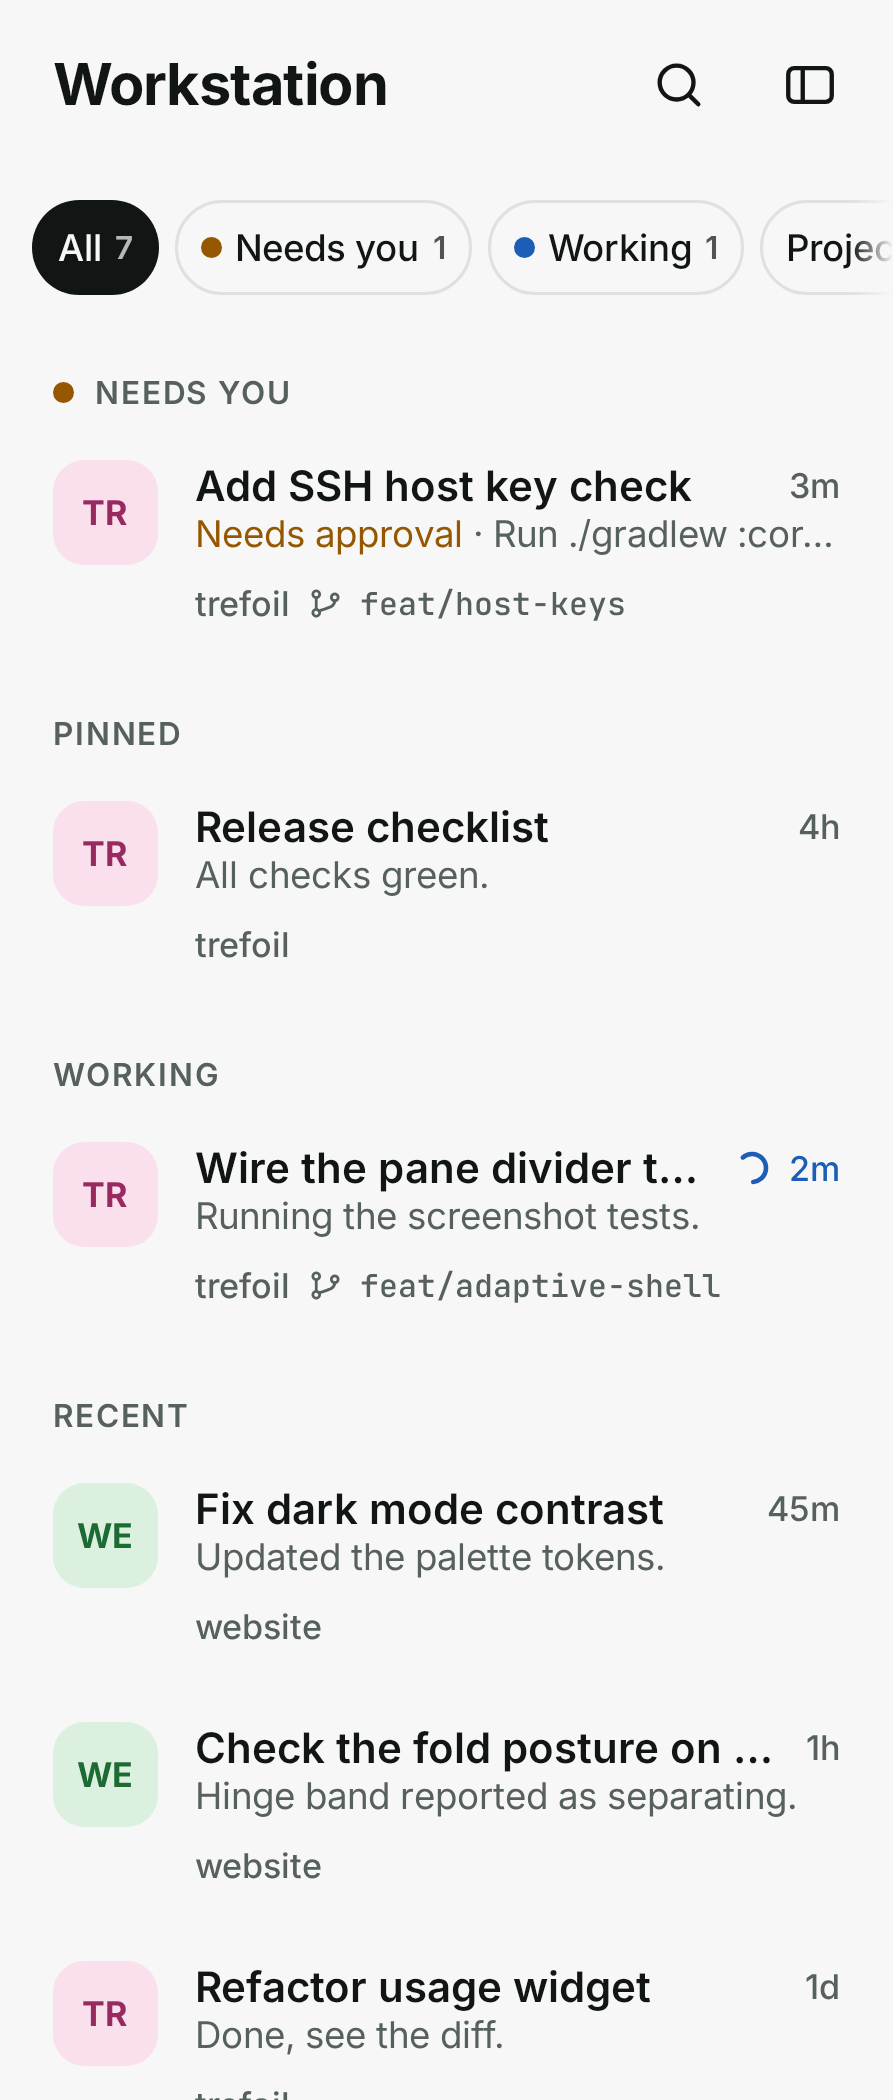 Workstation
All 7 Needs you 1 Working 1 Projec
NEEDS YOU
TR Add SSH host key check 3m
Needs approval · Run ./gradlew :cor...
trefoil feat/host-keys
PINNED
TR Release checklist 4h
All checks green.
trefoil
WORKING
TR Wire the pane divider t... 2m
Running the screenshot tests.
trefoil feat/adaptive-shell
RECENT
WE Fix dark mode contrast 45m
Updated the palette tokens.
website
WE Check the fold posture on ... 1h
Hinge band reported as separating.
website
TR Refactor usage widget 1d
Done, see the diff.